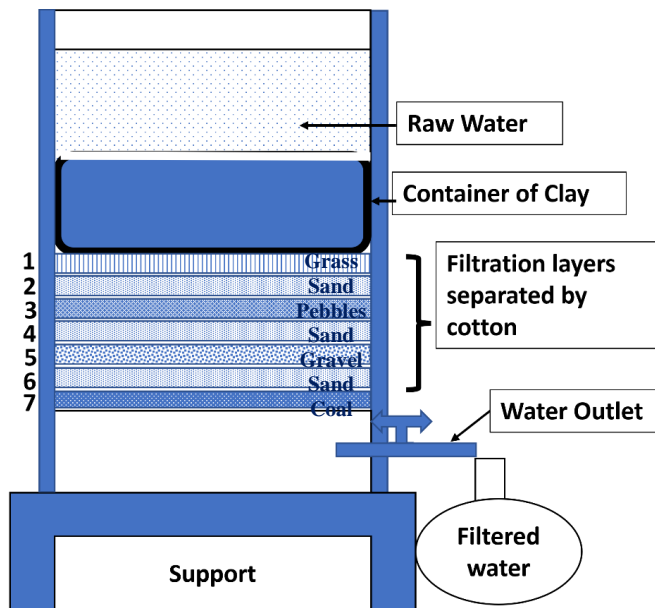 Raw Water
Container of Clay
1 Grass
2 Sand
3 Pebbles
4 Sand
5 Gravel
6 Sand
7 Coal
Filtration layers
separated by
cotton
Water Outlet
Filtered
water
Support